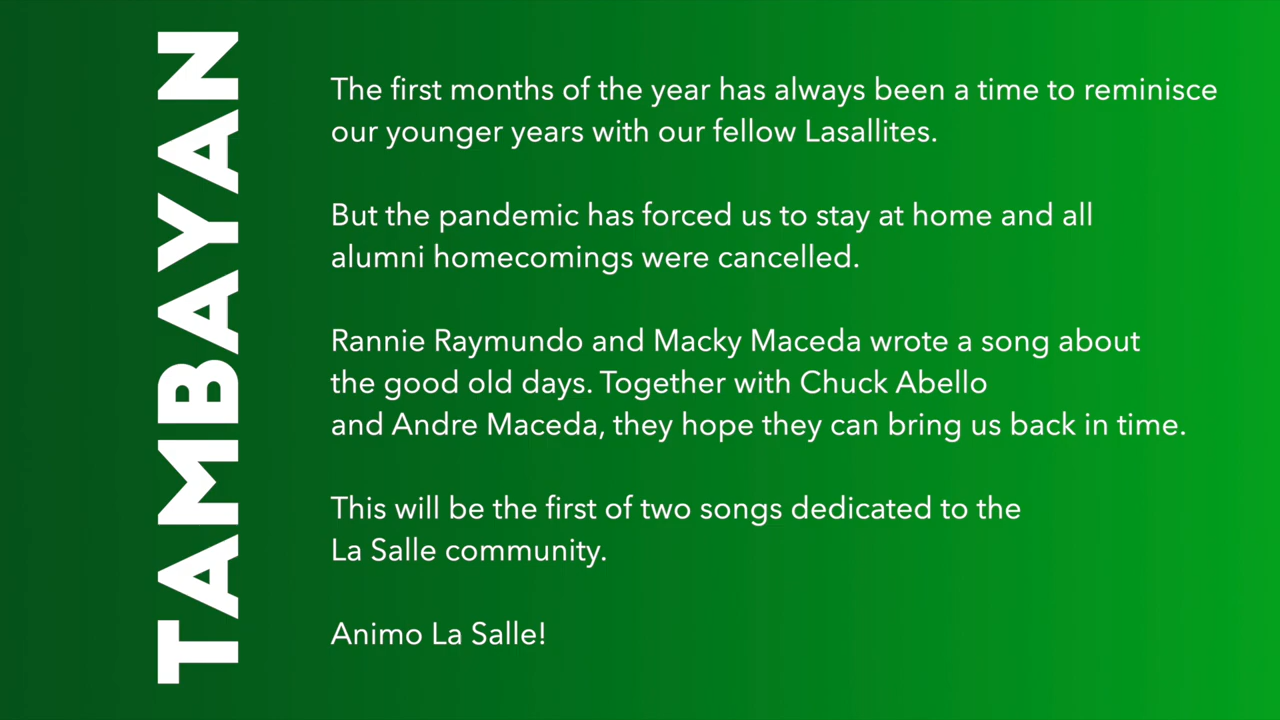 TAMBAYAN
The first months of the year has always been a time to reminisce
our younger years with our fellow Lasallites.
But the pandemic has forced us to stay at home and all
alumni homecomings were cancelled.
Rannie Raymundo and Macky Maceda wrote a song about
the good old days. Together with Chuck Abello
and Andre Maceda, they hope they can bring us back in time.
This will be the first of two songs dedicated to the
La Salle community.
Animo La Salle!